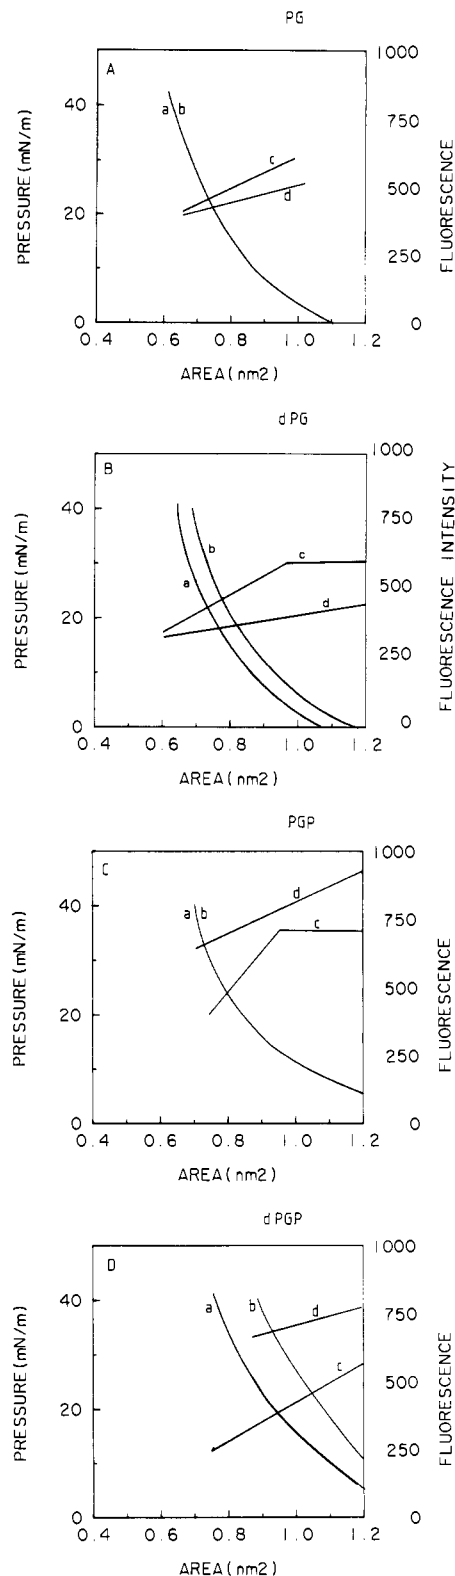 PG
A
1000
40
a b
750
c
500
20
d
250
0
0
0.4 0.6 0.8 1.0 1.2
AREA(nm2)
PRESSURE(mN/m)
FLUORESCENCE
dPG
B
1000
40
750
b
c
a
500
d
20
250
0
0
0.4 0.6 0.8 1.0 1.2
AREA(nm2)
PRESSURE(mN/m)
FLUORESCENCE INTENSITY
PGP
C
1000
40
a b
d
750
c
500
20
250
0
0
0.4 0.6 0.8 1.0 1.2
AREA(nm2)
PRESSURE(mN/m)
FLUORESCENCE
dPGP
D
1000
40
a
b
d
750
c
500
20
250
0
0
0.4 0.6 0.8 1.0 1.2
AREA(nm2)
PRESSURE(mN/m)
FLUORESCENCE